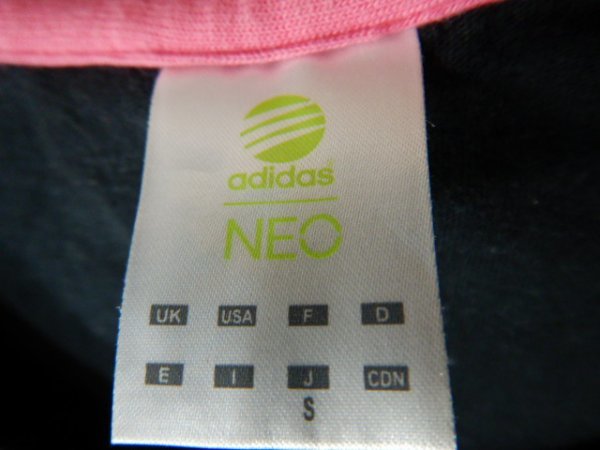 adidas
NEO
UK USA F D
E I J CDN
S